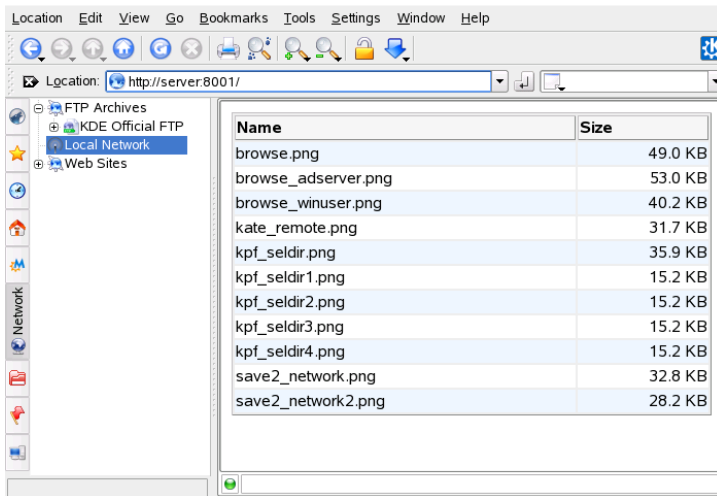 Location Edit View Go Bookmarks Tools Settings Window Help
Location: http://server:8001/
FTP Archives
KDE Official FTP
Local Network
Web Sites
Network
Name Size
browse.png 49.0 KB
browse_adserver.png 53.0 KB
browse_winuser.png 40.2 KB
kate_remote.png 31.7 KB
kpf_seldir.png 35.9 KB
kpf_seldir1.png 15.2 KB
kpf_seldir2.png 15.2 KB
kpf_seldir3.png 15.2 KB
kpf_seldir4.png 15.2 KB
save2_network.png 32.8 KB
save2_network2.png 28.2 KB